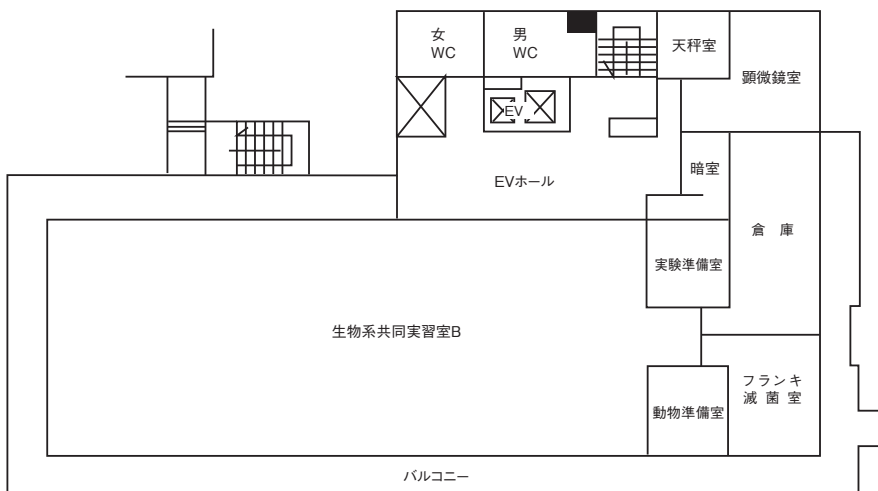 女
WC
男
WC
天秤室
顕微鏡室
EV
EVホール
暗室
倉　庫
実験準備室
生物系共同実習室B
フランキ
滅 菌 室
動物準備室
バルコニー